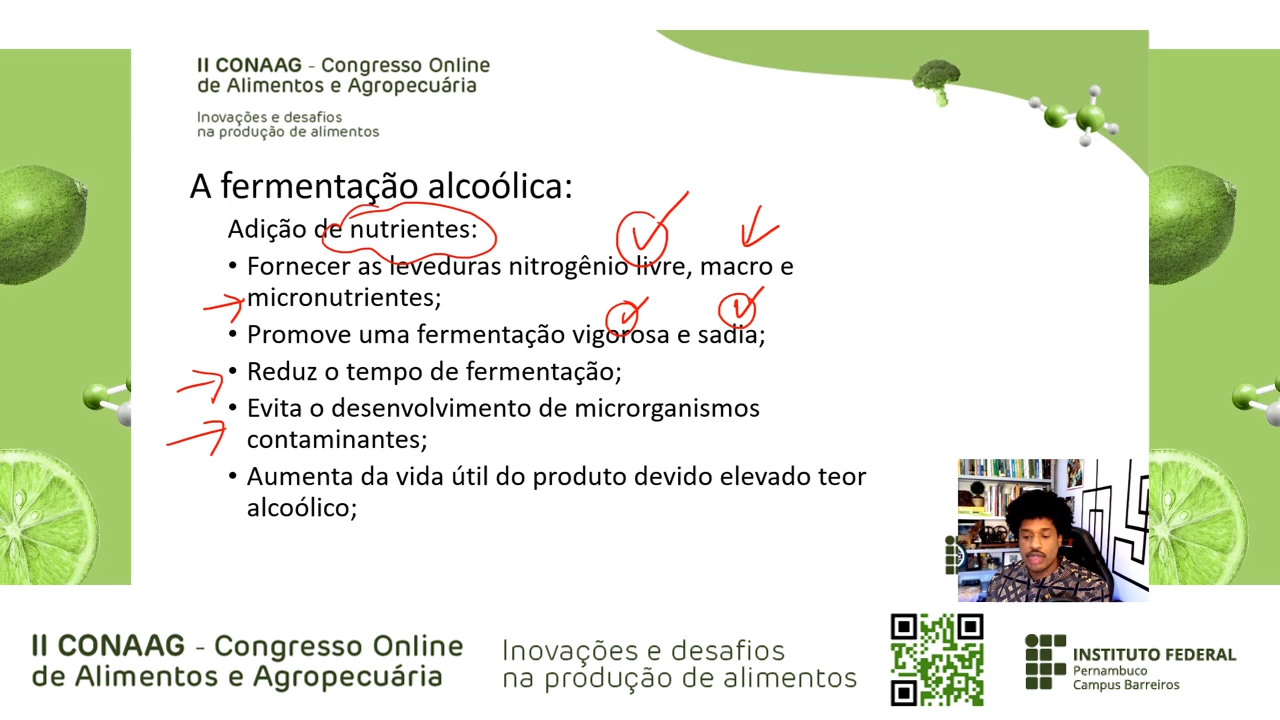 II CONAAG - Congresso Online
de Alimentos e Agropecuária
Inovações e desafios
na produção de alimentos
A fermentação alcoólica:
Adição de nutrientes:
• Fornecer as leveduras nitrogênio livre, macro e
micronutrientes;
• Promove uma fermentação vigorosa e sadia;
• Reduz o tempo de fermentação;
• Evita o desenvolvimento de microrganismos
contaminantes;
• Aumenta da vida útil do produto devido elevado teor
alcoólico;
II CONAAG - Congresso Online
de Alimentos e Agropecuária
Inovações e desafios
na produção de alimentos
INSTITUTO FEDERAL
Pernambuco
Campus Barreiros